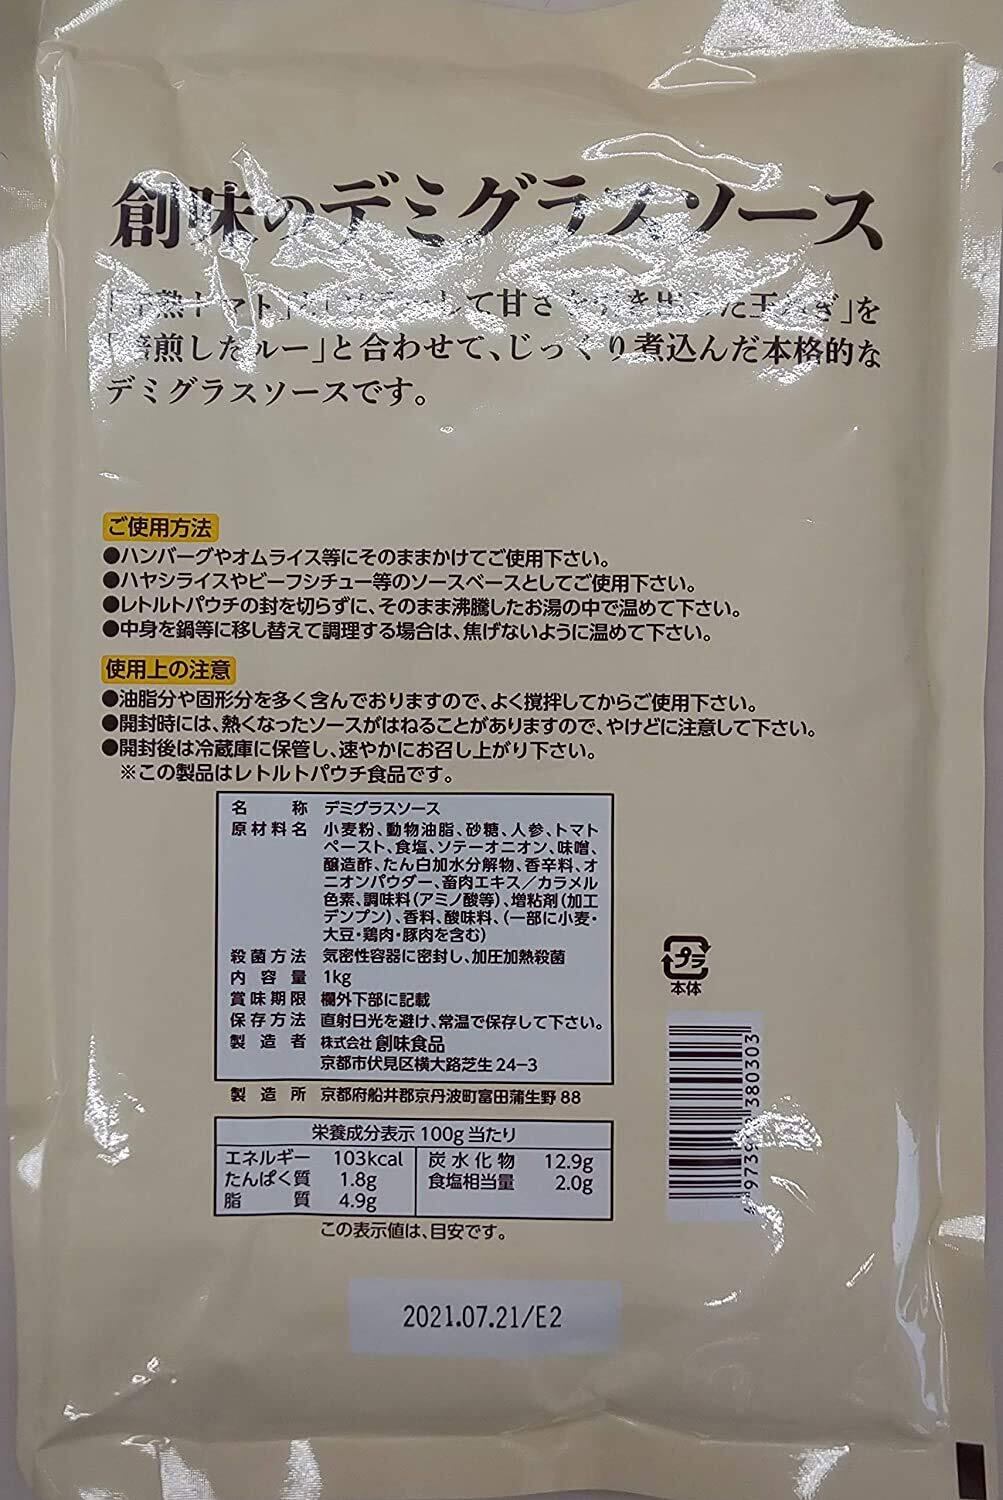 創味のデミグラスソース
「完熟トマト」と「ソテーして甘さを引き出した玉ねぎ」を
「焙煎したルー」と合わせて、じっくり煮込んだ本格的な
デミグラスソースです。
ご使用方法
●ハンバーグやオムライス等にそのままかけてご使用下さい。
●ハヤシライスやビーフシチュー等のソースベースとしてご使用下さい。
●レトルトパウチの封を切らずに、そのまま沸騰したお湯の中で温めて下さい。
●中身を鍋等に移し替えて調理する場合は、焦げないように温めて下さい。
使用上の注意
●油脂分や固形分を多く含んでおりますので、よく撹拌してからご使用下さい。
●開封時には、熱くなったソースがはねることがありますので、やけどに注意して下さい。
●開封後は冷蔵庫に保管し、速やかにお召し上がり下さい。
※この製品はレトルトパウチ食品です。
名称 デミグラスソース
原材料名 小麦粉、動物油脂、砂糖、人参、トマト
ペースト、食塩、ソテーオニオン、味噌、
醸造酢、たん白加水分解物、香辛料、オ
ニオンパウダー、畜肉エキス／カラメル
色素、調味料(アミノ酸等)、増粘剤(加工
デンプン)、香料、酸味料、(一部に小麦・
大豆・鶏肉・豚肉を含む)
殺菌方法 気密性容器に密封し、加圧加熱殺菌
内容量 1kg
賞味期限 欄外下部に記載
保存方法 直射日光を避け、常温で保存して下さい。
製造者 株式会社 創味食品
京都市伏見区横大路芝生24-3
製造所 京都府船井郡京丹波町富田蒲生野88
プラ
本体
栄養成分表示 100g当たり
エネルギー 103kcal 炭水化物 12.9g
たんぱく質 1.8g 食塩相当量 2.0g
脂質 4.9g
この表示値は、目安です。
2021.07.21/E2